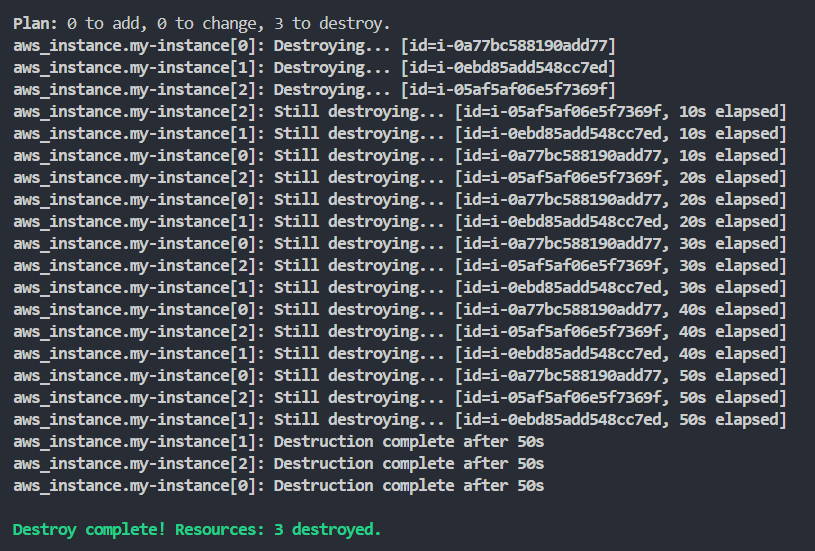 Plan: 0 to add, 0 to change, 3 to destroy.
aws_instance.my-instance[0]: Destroying... [id=i-0a77bc588190add77]
aws_instance.my-instance[1]: Destroying... [id=i-0ebd85add548cc7ed]
aws_instance.my-instance[2]: Destroying... [id=i-05af5af06e5f7369f]
aws_instance.my-instance[2]: Still destroying... [id=i-05af5af06e5f7369f, 10s elapsed]
aws_instance.my-instance[1]: Still destroying... [id=i-0ebd85add548cc7ed, 10s elapsed]
aws_instance.my-instance[0]: Still destroying... [id=i-0a77bc588190add77, 10s elapsed]
aws_instance.my-instance[2]: Still destroying... [id=i-05af5af06e5f7369f, 20s elapsed]
aws_instance.my-instance[0]: Still destroying... [id=i-0a77bc588190add77, 20s elapsed]
aws_instance.my-instance[1]: Still destroying... [id=i-0ebd85add548cc7ed, 20s elapsed]
aws_instance.my-instance[0]: Still destroying... [id=i-0a77bc588190add77, 30s elapsed]
aws_instance.my-instance[2]: Still destroying... [id=i-05af5af06e5f7369f, 30s elapsed]
aws_instance.my-instance[1]: Still destroying... [id=i-0ebd85add548cc7ed, 30s elapsed]
aws_instance.my-instance[0]: Still destroying... [id=i-0a77bc588190add77, 40s elapsed]
aws_instance.my-instance[2]: Still destroying... [id=i-05af5af06e5f7369f, 40s elapsed]
aws_instance.my-instance[1]: Still destroying... [id=i-0ebd85add548cc7ed, 40s elapsed]
aws_instance.my-instance[0]: Still destroying... [id=i-0a77bc588190add77, 50s elapsed]
aws_instance.my-instance[2]: Still destroying... [id=i-05af5af06e5f7369f, 50s elapsed]
aws_instance.my-instance[1]: Still destroying... [id=i-0ebd85add548cc7ed, 50s elapsed]
aws_instance.my-instance[1]: Destruction complete after 50s
aws_instance.my-instance[2]: Destruction complete after 50s
aws_instance.my-instance[0]: Destruction complete after 50s
Destroy complete! Resources: 3 destroyed.